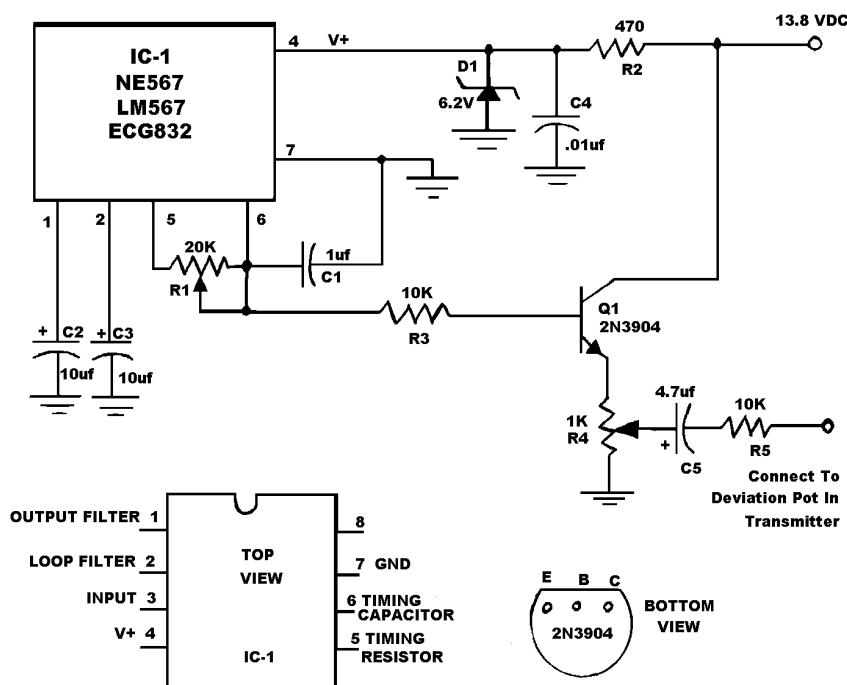 IC-1
NE567
LM567
ECG832
4
V+
D1
6.2V
C4
.01uf
470
R2
13.8 VDC
7
1
2
5
6
20K
R1
1uf
C1
10K
R3
Q1
2N3904
+ C2
10uf
+ C3
10uf
1K
R4
4.7uf
+
C5
10K
R5
Connect To
Deviation Pot In
Transmitter
OUTPUT FILTER 1
LOOP FILTER 2
INPUT 3
V+ 4
TOP
VIEW
IC-1
8
7 GND
6 TIMING
CAPACITOR
5 TIMING
RESISTOR
E B C
2N3904
BOTTOM
VIEW